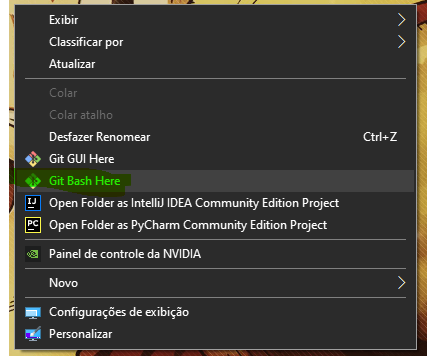 Exibir
Classificar por
Atualizar
Colar
Colar atalho
Desfazer Renomear Ctrl+Z
Git GUI Here
Git Bash Here
IJ Open Folder as IntelliJ IDEA Community Edition Project
PC Open Folder as PyCharm Community Edition Project
Painel de controle da NVIDIA
Novo
Configurações de exibição
Personalizar